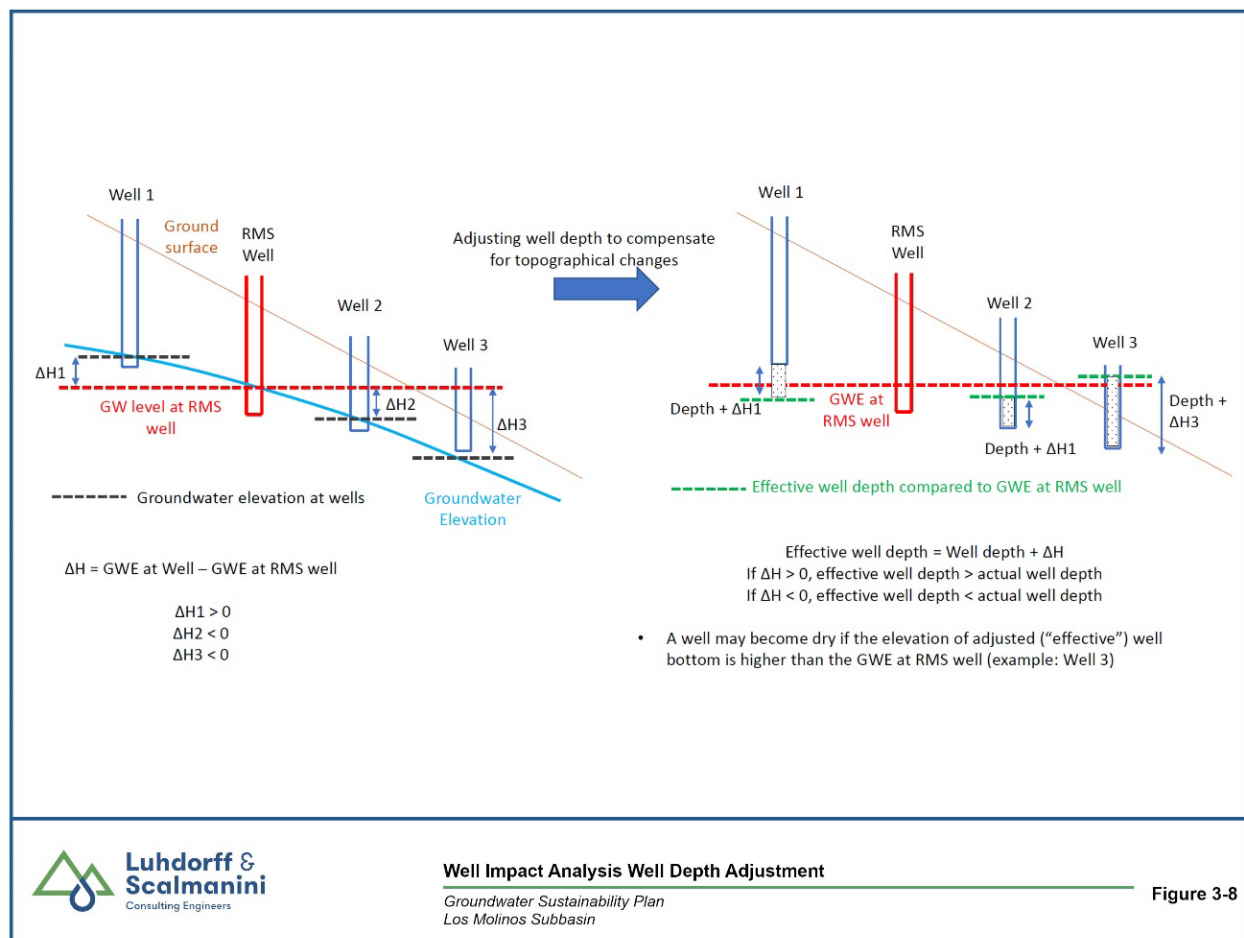 Well 1
Ground
surface
RMS
Well
Well 2
Well 3
ΔH1
GW level at RMS
well
ΔH2
ΔH3
Groundwater elevation at wells
Groundwater
Elevation
ΔH = GWE at Well – GWE at RMS well
ΔH1 > 0
ΔH2 < 0
ΔH3 < 0
Adjusting well depth to compensate
for topographical changes
Well 1
RMS
Well
Well 2
Well 3
Depth + ΔH1
GWE at
RMS well
Depth + ΔH1
Depth +
ΔH3
Effective well depth compared to GWE at RMS well
Effective well depth = Well depth + ΔH
If ΔH > 0, effective well depth > actual well depth
If ΔH < 0, effective well depth < actual well depth
• A well may become dry if the elevation of adjusted (“effective”) well
bottom is higher than the GWE at RMS well (example: Well 3)
Luhdorff &
Scalmanini
Consulting Engineers
Well Impact Analysis Well Depth Adjustment
Groundwater Sustainability Plan
Los Molinos Subbasin
Figure 3-8